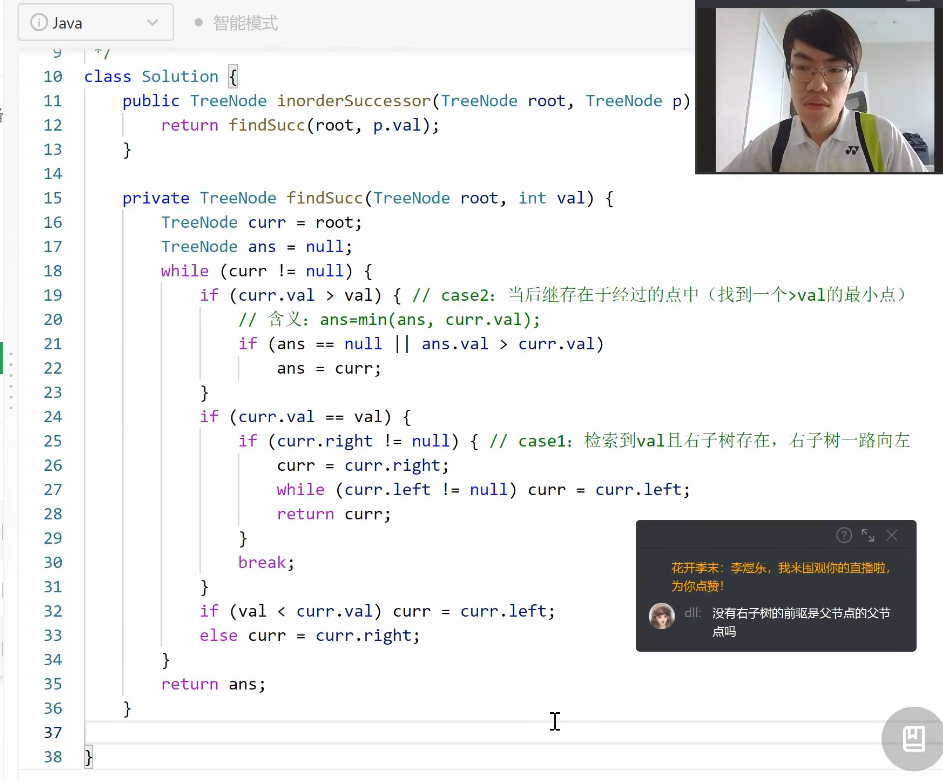 Java
智能模式
9 */
10 class Solution {
11 public TreeNode inorderSuccessor(TreeNode root, TreeNode p)
12 return findSucc(root, p.val);
13 }
14
15 private TreeNode findSucc(TreeNode root, int val) {
16 TreeNode curr = root;
17 TreeNode ans = null;
18 while (curr != null) {
19 if (curr.val > val) { // case2：当后继存在于经过的点中（找到一个>val的最小点）
20 // 含义：ans=min(ans, curr.val);
21 if (ans == null || ans.val > curr.val)
22 ans = curr;
23 }
24 if (curr.val == val) {
25 if (curr.right != null) { // case1：检索到val且右子树存在，右子树一路向左
26 curr = curr.right;
27 while (curr.left != null) curr = curr.left;
28 return curr;
29 }
30 break;
31 }
32 if (val < curr.val) curr = curr.left;
33 else curr = curr.right;
34 }
35 return ans;
36 }
37
38 }
花开季末：李煜东，我来围观你的直播啦，
为你点赞！
dll: 没有右子树的前驱是父节点的父节
点吗